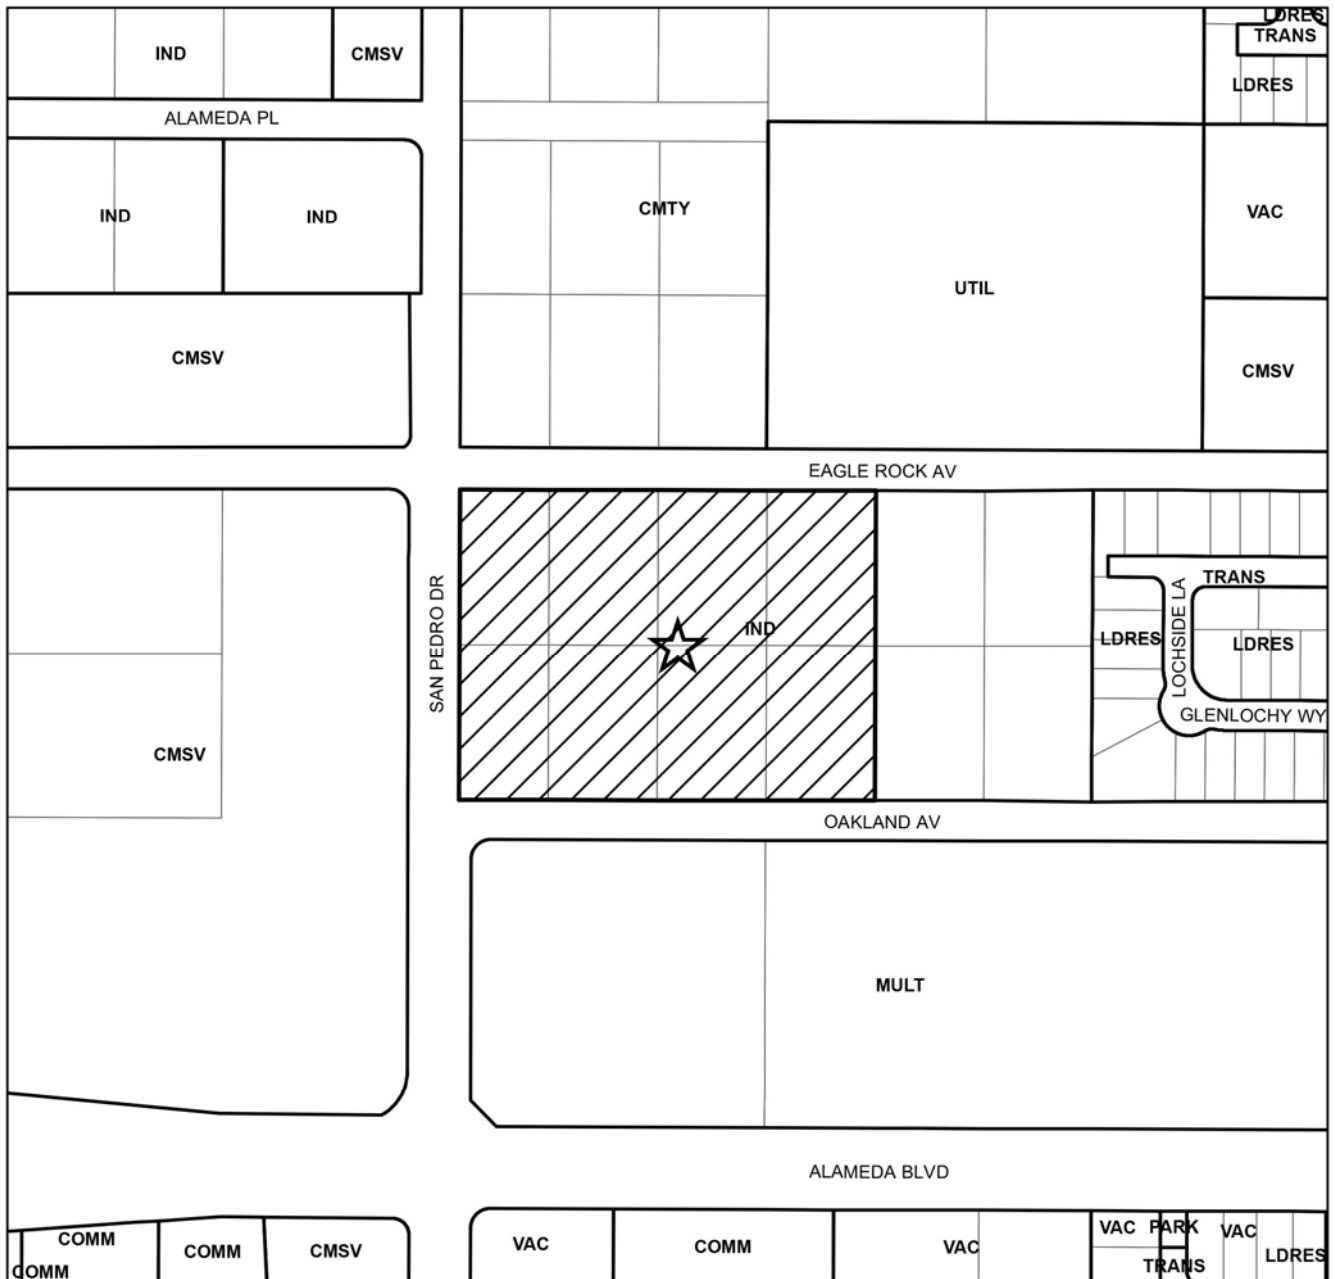 LDRES
TRANS
IND
CMSV
LDRES
ALAMEDA PL
CMTY
VAC
IND
IND
UTIL
CMSV
CMSV
EAGLE ROCK AV
TRANS
SAN PEDRO DR
IND
LDRES
LOCHSIDE LA
LDRES
GLENLOCHY WY
CMSV
OAKLAND AV
MULT
ALAMEDA BLVD
COMM
COMM
CMSV
VAC
COMM
VAC
VAC
PARK
VAC
LDRES
TRANS
COMM